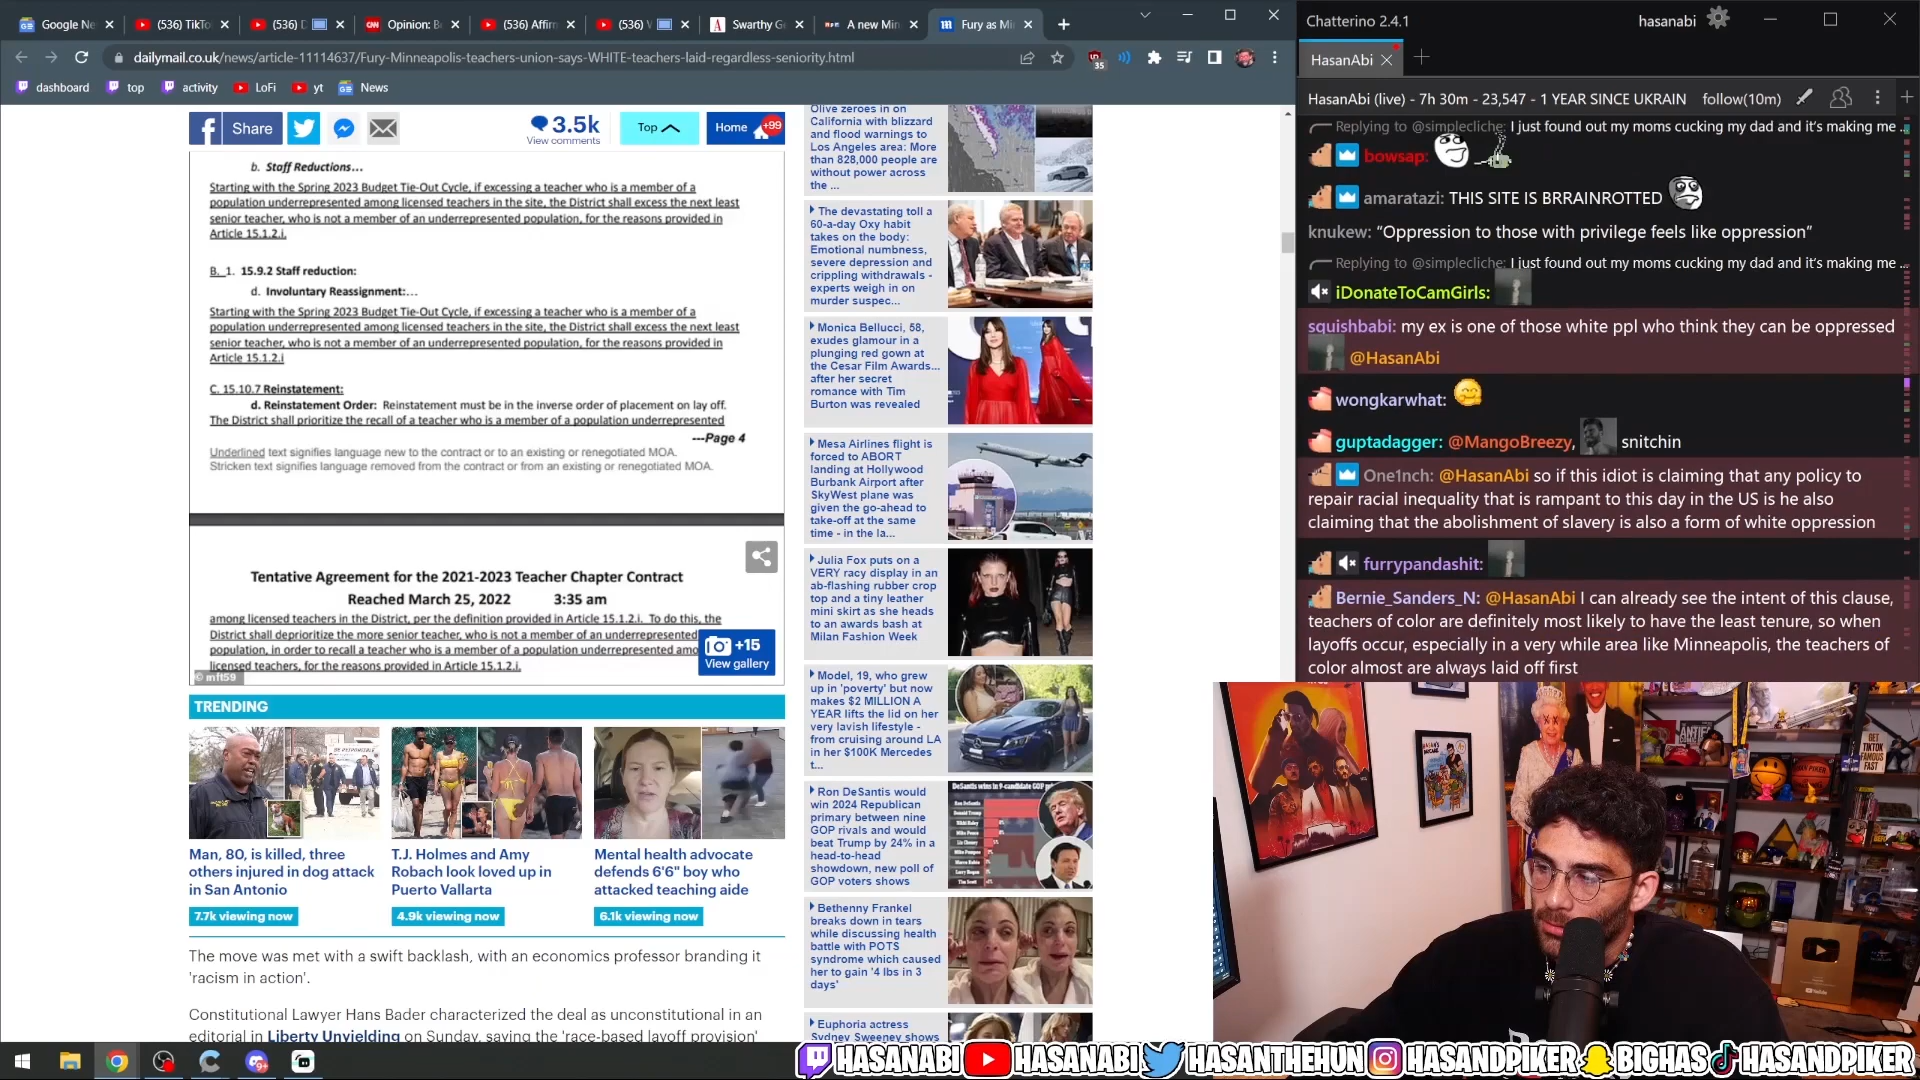 Google Ne
(536) TikTo
(536) D
Opinion: B
(536) Affirr
(536) V
Swarthy Ge
A new Min
Fury as Mi
dailymail.co.uk/news/article-11114637/Fury-Minneapolis-teachers-union-says-WHITE-teachers-laid-regardless-seniority.html
35
dashboard
top
activity
LoFi
yt
News
Share
3.5k
View comments
Top
Home
+99
b. Staff Reductions...
Starting with the Spring 2023 Budget Tie-Out Cycle, if excessing a teacher who is a member of a
population underrepresented among licensed teachers in the site, the District shall excess the next least
senior teacher, who is not a member of an underrepresented population, for the reasons provided in
Article 15.1.2.i.
B. 1. 15.9.2 Staff reduction:
d. Involuntary Reassignment:...
Starting with the Spring 2023 Budget Tie-Out Cycle, if excessing a teacher who is a member of a
population underrepresented among licensed teachers in the site, the District shall excess the next least
senior teacher, who is not a member of an underrepresented population, for the reasons provided in
Article 15.1.2.i
C. 15.10.7 Reinstatement:
d. Reinstatement Order: Reinstatement must be in the inverse order of placement on lay off.
The District shall prioritize the recall of a teacher who is a member of a population underrepresented
---Page 4
Underlined text signifies language new to the contract or to an existing or renegotiated MOA.
Stricken text signifies language removed from the contract or from an existing or renegotiated MOA.
Tentative Agreement for the 2021-2023 Teacher Chapter Contract
Reached March 25, 2022 3:35 am
among licensed teachers in the District, per the definition provided in Article 15.1.2.i. To do this, the
District shall deprioritize the more senior teacher, who is not a member of an underrepresented
population, in order to recall a teacher who is a member of a population underrepresented amo
licensed teachers, for the reasons provided in Article 15.1.2.i.
© mft59
+15
View gallery
TRENDING
Man, 80, is killed, three
others injured in dog attack
in San Antonio
7.7k viewing now
T.J. Holmes and Amy
Robach look loved up in
Puerto Vallarta
4.9k viewing now
Mental health advocate
defends 6'6" boy who
attacked teaching aide
6.1k viewing now
The move was met with a swift backlash, with an economics professor branding it
'racism in action'.
Constitutional Lawyer Hans Bader characterized the deal as unconstitutional in an
editorial in Liberty Unyielding on Sunday, saying the 'race-based layoff provision'
Olive zeroes in on
California with blizzard
and flood warnings to
Los Angeles area: More
than 828,000 people are
without power across
the ...
The devastating toll a
60-a-day Oxy habit
takes on the body:
Emotional numbness,
severe depression and
crippling withdrawals -
experts weigh in on
murder suspec...
Monica Bellucci, 58,
exudes glamour in a
plunging red gown at
the Cesar Film Awards...
after her secret
romance with Tim
Burton was revealed
Mesa Airlines flight is
forced to ABORT
landing at Hollywood
Burbank Airport after
SkyWest plane was
given the go-ahead to
take-off at the same
time - in the la...
Julia Fox puts on a
VERY racy display in an
ab-flashing rubber crop
top and a tiny leather
mini skirt as she heads
to an awards bash at
Milan Fashion Week
Model, 19, who grew
up in 'poverty' but now
makes $2 MILLION A
YEAR lifts the lid on her
very lavish lifestyle -
from cruising around LA
in her $100K Mercedes
t...
Ron DeSantis would
win 2024 Republican
primary between nine
GOP rivals and would
beat Trump by 24% in a
head-to-head
showdown, new poll of
GOP voters shows
Bethenny Frankel
breaks down in tears
while discussing health
battle with POTS
syndrome which caused
her to gain '4 lbs in 3
days'
Euphoria actress
Sydney Sweeney shows
Chatterino 2.4.1
hasanabi
HasanAbi
HasanAbi (live) - 7h 30m - 23,547 - 1 YEAR SINCE UKRAIN
follow(10m)
Replying to @simplecliche: I just found out my moms cucking my dad and it's making me ...
bowsap:
amaratazi: THIS SITE IS BRRAINROTTED
knukew: “Oppression to those with privilege feels like oppression”
Replying to @simplecliche: I just found out my moms cucking my dad and it's making me ...
iDonateToCamGirls:
squishbabi: my ex is one of those white ppl who think they can be oppressed
@HasanAbi
wongkarwhat:
guptadagger: @MangoBreezy, snitchin
One1nch: @HasanAbi so if this idiot is claiming that any policy to
repair racial inequality that is rampant to this day in the US is he also
claiming that the abolishment of slavery is also a form of white oppression
furrypandashit:
Bernie_Sanders_N: @HasanAbi I can already see the intent of this clause,
teachers of color are definitely most likely to have the least tenure, so when
layoffs occur, especially in a very while area like Minneapolis, the teachers of
color almost are always laid off first
GET
TIKTOK
FAMOUS
FAST
HASANABI HASANABI HASANTHEHUN HASANDPIKER BIGHAS HASANDPIKER